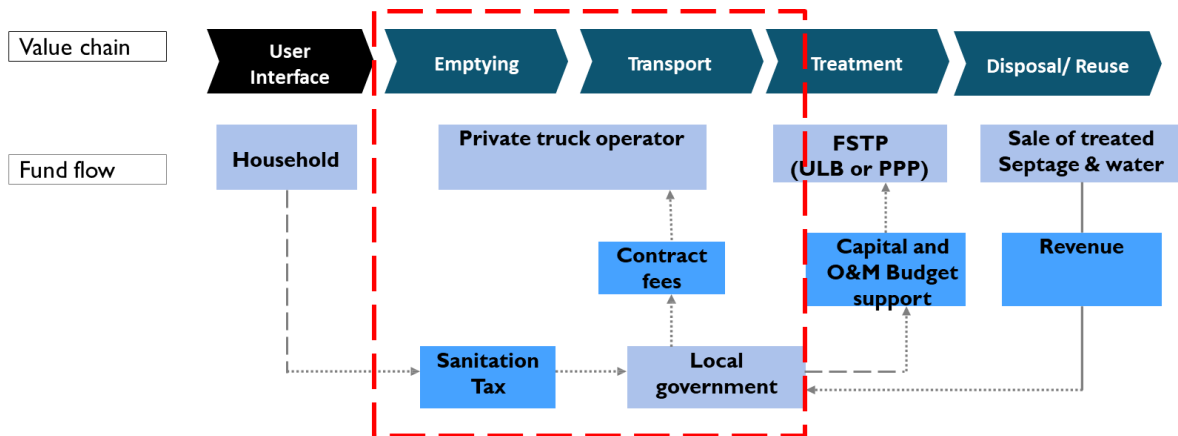 Value chain
User
Interface
Emptying
Transport
Treatment
Disposal/ Reuse
Fund flow
Household
Private truck operator
FSTP
(ULB or PPP)
Sale of treated
Septage & water
Contract
fees
Capital and
O&M Budget
support
Revenue
Sanitation
Tax
Local
government